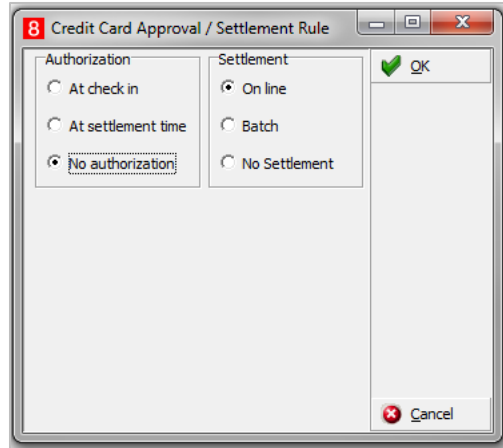 8 Credit Card Approval / Settlement Rule
Authorization
At check in
At settlement time
No authorization
Settlement
On line
Batch
No Settlement
OK
Cancel